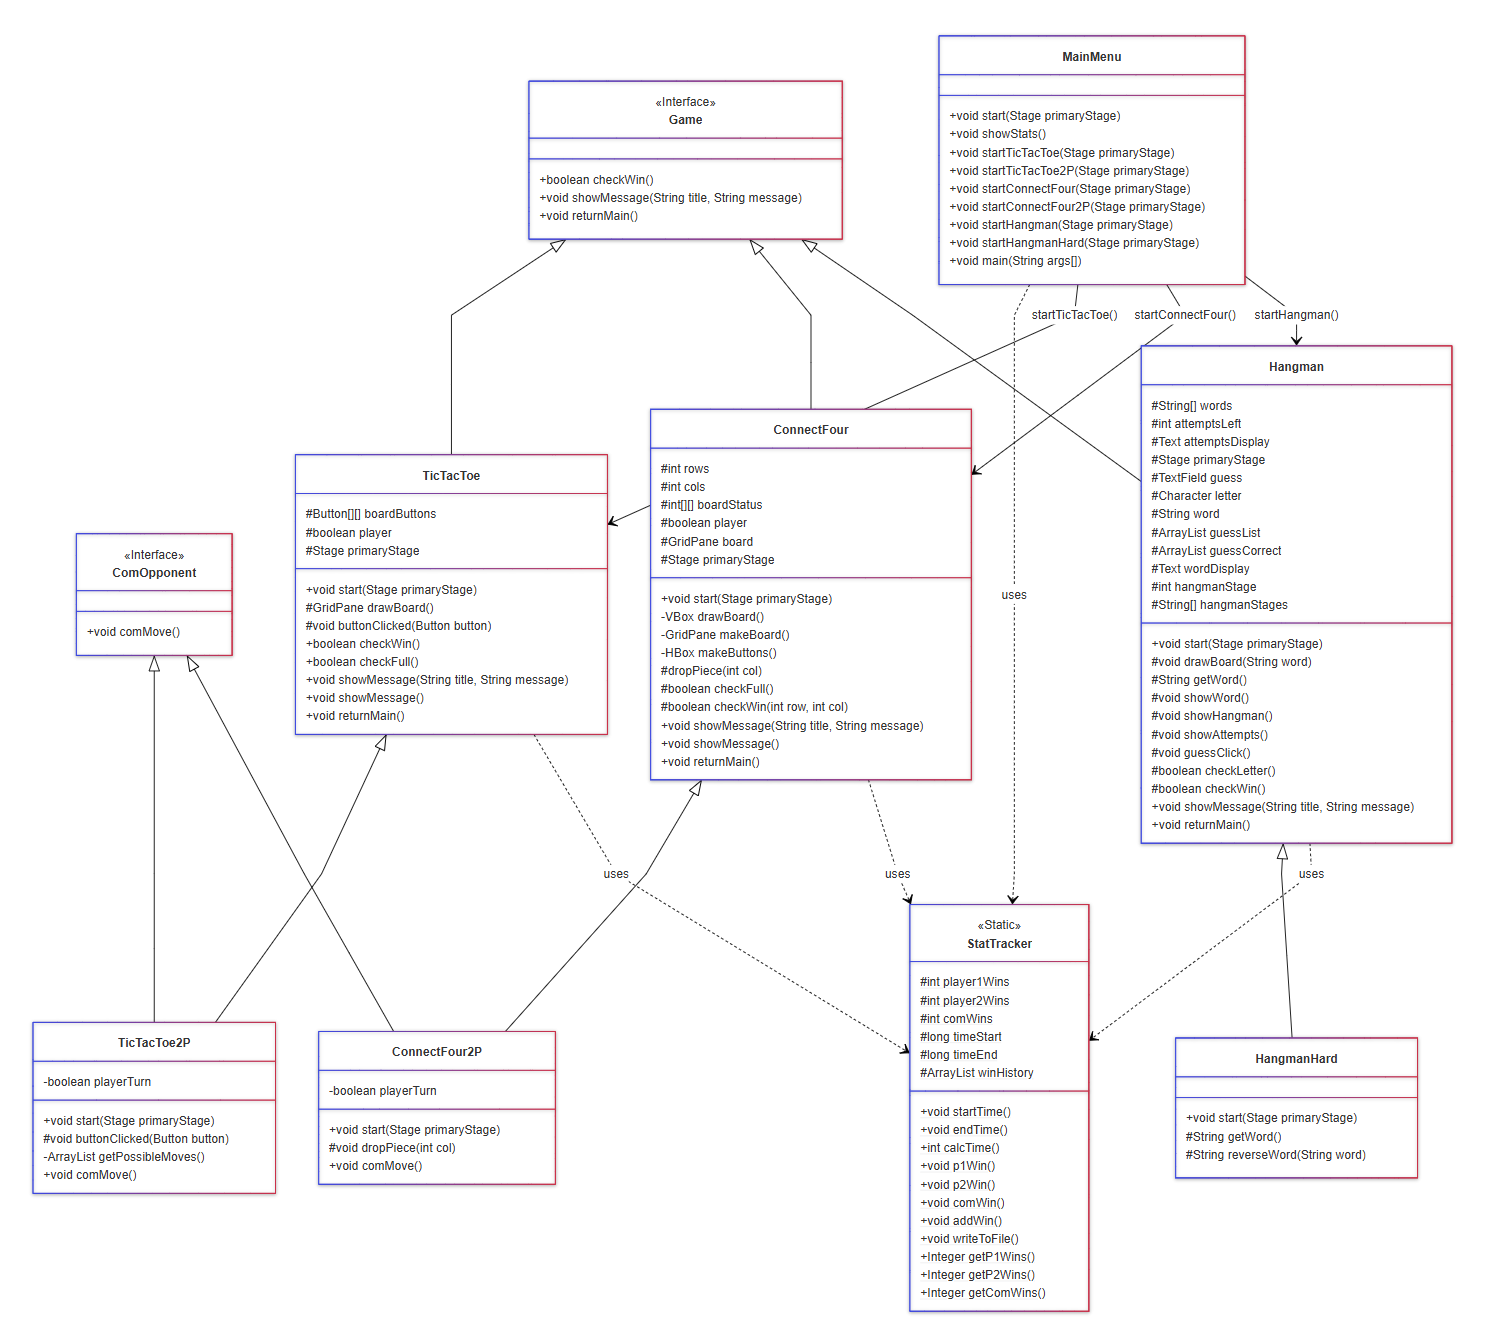 MainMenu
+void start(Stage primaryStage)
+void showStats()
+void startTicTacToe(Stage primaryStage)
+void startTicTacToe2P(Stage primaryStage)
+void startConnectFour(Stage primaryStage)
+void startConnectFour2P(Stage primaryStage)
+void startHangman(Stage primaryStage)
+void startHangmanHard(Stage primaryStage)
+void main(String args[])
«Interface»
Game
+boolean checkWin()
+void showMessage(String title, String message)
+void returnMain()
startTicTacToe()
startConnectFour()
startHangman()
Hangman
#String[] words
#int attemptsLeft
#Text attemptsDisplay
#Stage primaryStage
#TextField guess
#Character letter
#String word
#ArrayList guessList
#ArrayList guessCorrect
#Text wordDisplay
#int hangmanStage
#String[] hangmanStages
+void start(Stage primaryStage)
#void drawBoard(String word)
#String getWord()
#void showWord()
#void showHangman()
#void showAttempts()
#void guessClick()
#boolean checkLetter()
#boolean checkWin()
+void showMessage(String title, String message)
+void returnMain()
ConnectFour
#int rows
#int cols
#int[][] boardStatus
#boolean player
#GridPane board
#Stage primaryStage
+void start(Stage primaryStage)
-VBox drawBoard()
-GridPane makeBoard()
-HBox makeButtons()
#dropPiece(int col)
#boolean checkFull()
#boolean checkWin(int row, int col)
+void showMessage(String title, String message)
+void showMessage()
+void returnMain()
TicTacToe
#Button[][] boardButtons
#boolean player
#Stage primaryStage
+void start(Stage primaryStage)
#GridPane drawBoard()
#void buttonClicked(Button button)
+boolean checkWin()
+boolean checkFull()
+void showMessage(String title, String message)
+void showMessage()
+void returnMain()
«Interface»
ComOpponent
+void comMove()
uses
uses
uses
uses
«Static»
StatTracker
#int player1Wins
#int player2Wins
#int comWins
#long timeStart
#long timeEnd
#ArrayList winHistory
+void startTime()
+void endTime()
+int calcTime()
+void p1Win()
+void p2Win()
+void comWin()
+void addWin()
+void writeToFile()
+Integer getP1Wins()
+Integer getP2Wins()
+Integer getComWins()
TicTacToe2P
-boolean playerTurn
+void start(Stage primaryStage)
#void buttonClicked(Button button)
-ArrayList getPossibleMoves()
+void comMove()
ConnectFour2P
-boolean playerTurn
+void start(Stage primaryStage)
#void dropPiece(int col)
+void comMove()
HangmanHard
+void start(Stage primaryStage)
#String getWord()
#String reverseWord(String word)